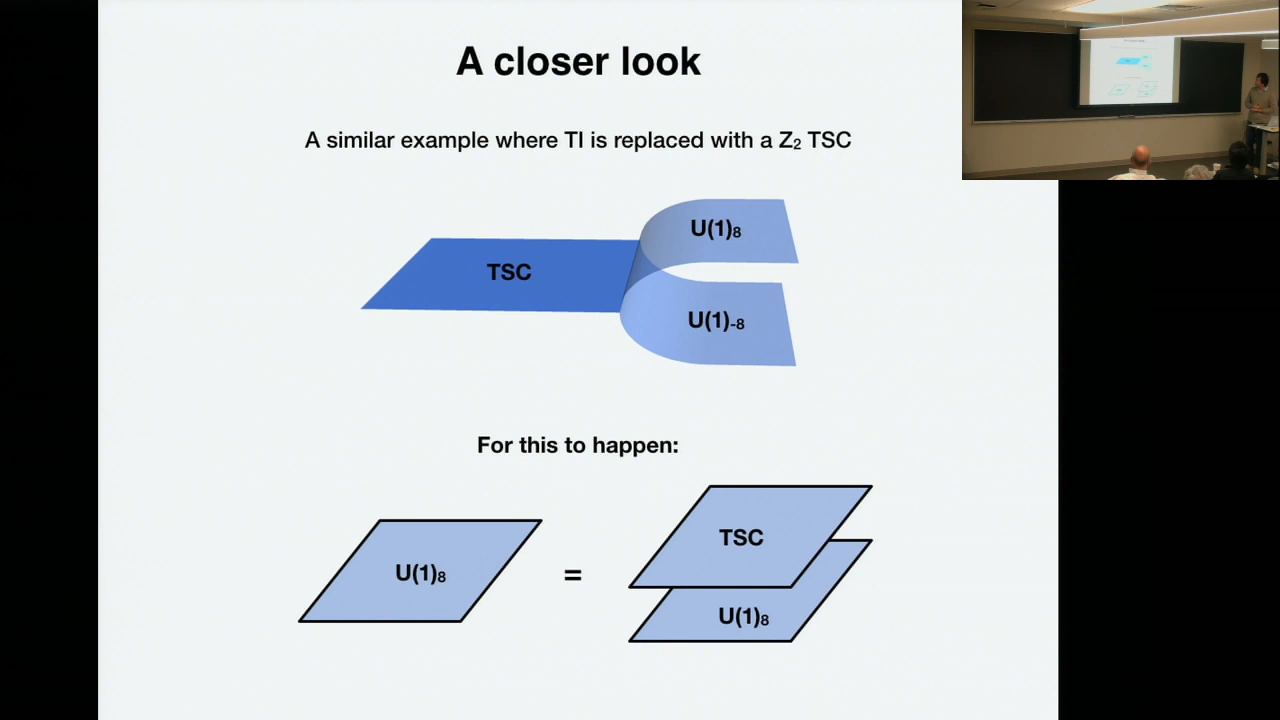 A closer look
A similar example where TI is replaced with a Z₂ TSC
U(1)₈
TSC
U(1)₋₈
For this to happen:
TSC
U(1)₈
=
U(1)₈